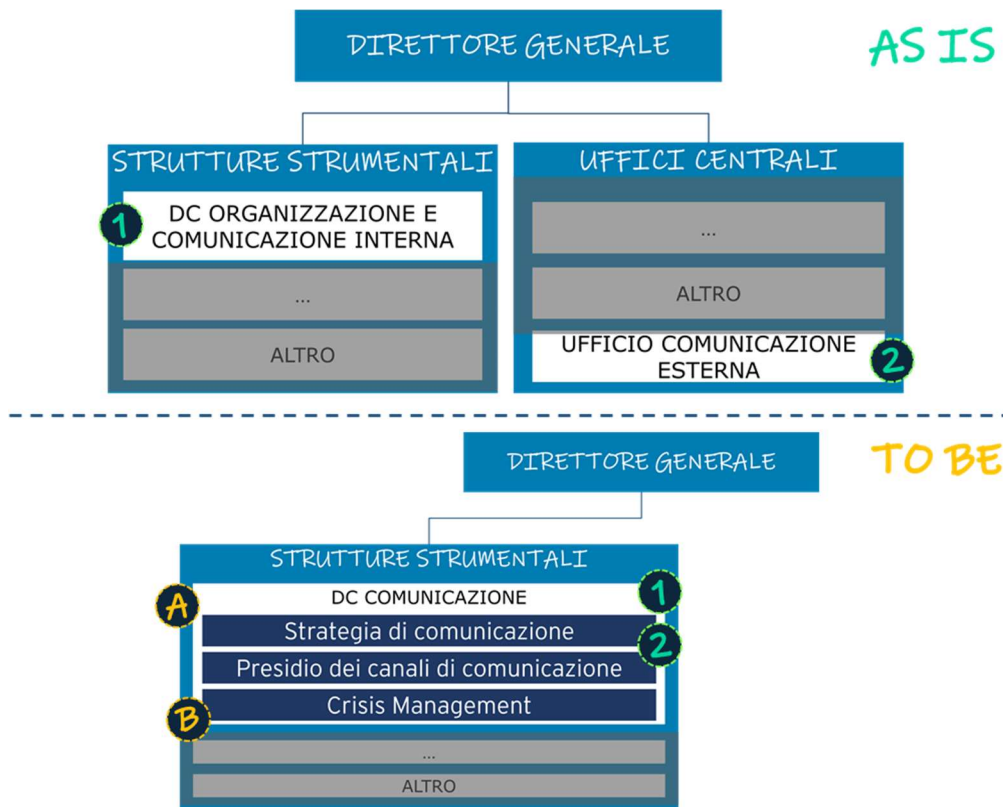 DIRETTORE GENERALE
AS IS
STRUTTURE STRUMENTALI
UFFICI CENTRALI
1
DC ORGANIZZAZIONE E
COMUNICAZIONE INTERNA
...
ALTRO
...
ALTRO
UFFICIO COMUNICAZIONE
ESTERNA
2
DIRETTORE GENERALE
TO BE
STRUTTURE STRUMENTALI
A
DC COMUNICAZIONE
1
Strategia di comunicazione
2
Presidio dei canali di comunicazione
Crisis Management
B
...
ALTRO